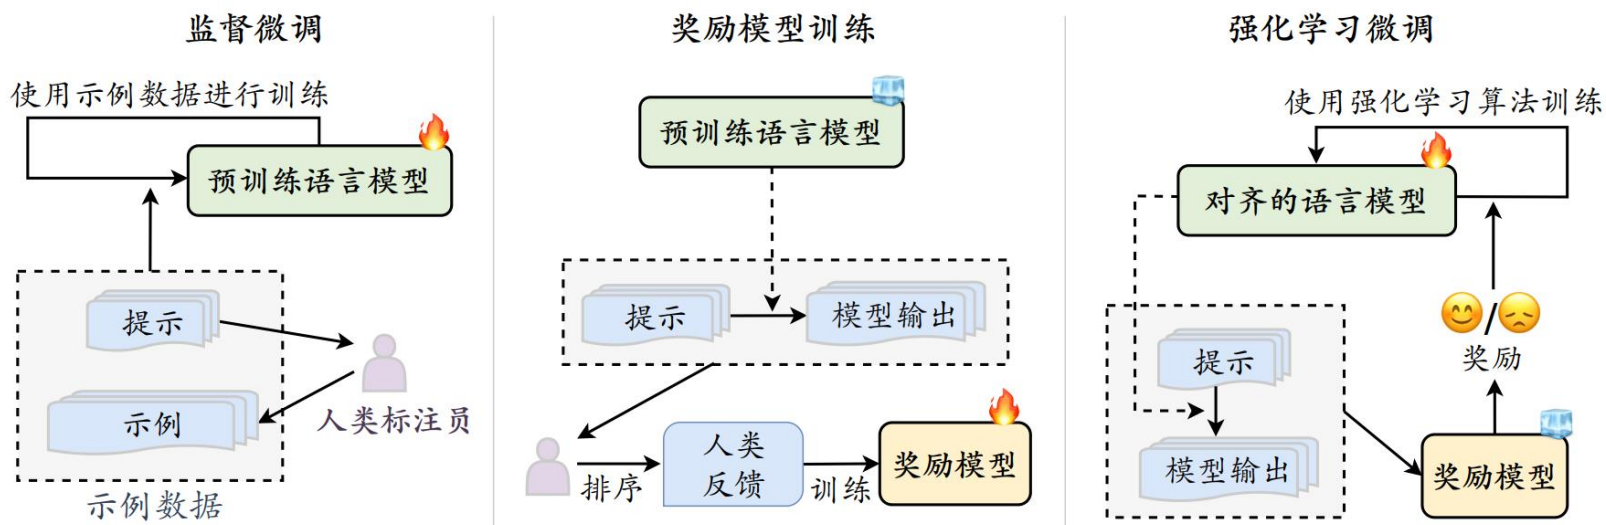 监督微调
使用示例数据进行训练
预训练语言模型
提示
示例
人类标注员
示例数据
奖励模型训练
预训练语言模型
提示
模型输出
排序
人类
反馈
训练
奖励模型
强化学习微调
使用强化学习算法训练
对齐的语言模型
/
奖励
提示
模型输出
奖励模型